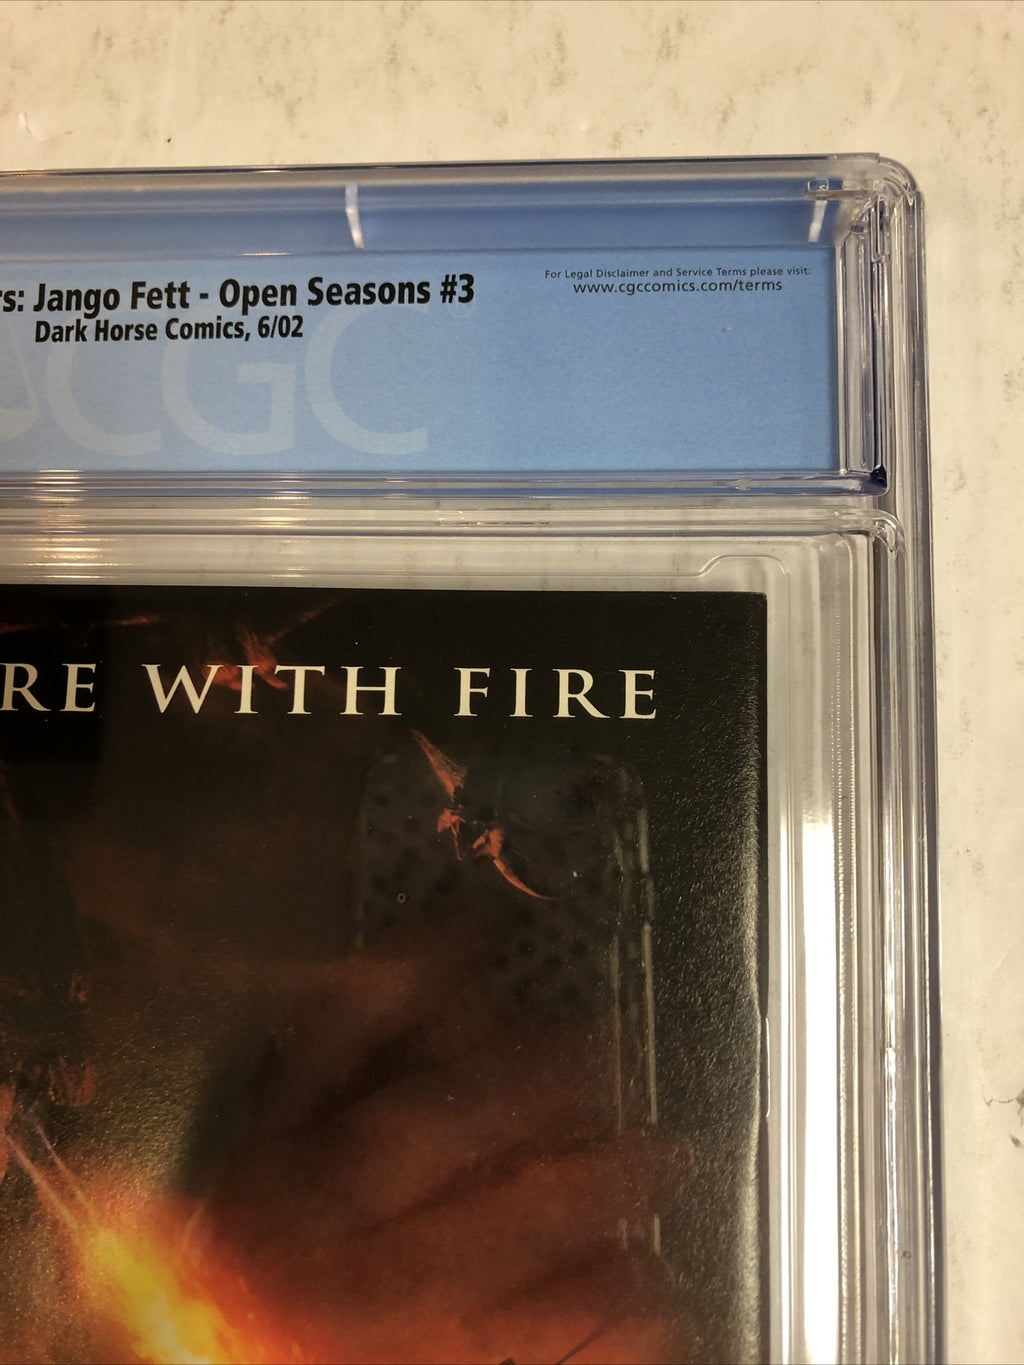 rs: Jango Fett - Open Seasons #3
Dark Horse Comics, 6/02
For Legal Disclaimer and Service Terms please visit:
www.cgccomics.com/terms
CGC
RE WITH FIRE